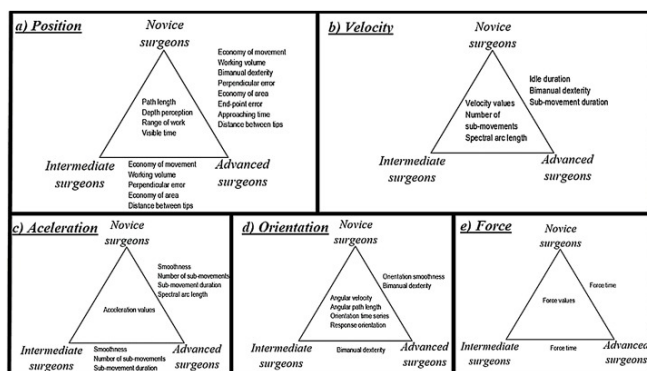 a) Position
Novice
surgeons
Economy of movement
Working volume
Bimanual dexterity
Perpendicular error
Economy of area
End-point error
Approaching time
Distance between tips
Path length
Depth perception
Range of work
Visible time
Intermediate
surgeons
Economy of movement
Working volume
Perpendicular error
Economy of area
Distance between tips
Advanced
surgeons
b) Velocity
Novice
surgeons
Idle duration
Bimanual dexterity
Sub-movement duration
Velocity values
Number of
sub-movements
Spectral arc length
Intermediate
surgeons
Advanced
surgeons
c) Aceleration
Novice
surgeons
Smoothness
Number of sub-movements
Sub-movement duration
Spectral arc length
Acceleration values
Intermediate
surgeons
Smoothness
Number of sub-movements
Sub-movement duration
Advanced
surgeons
d) Orientation
Novice
surgeons
Orientation smoothness
Bimanual dexterity
Angular velocity
Angular path length
Orientation time series
Response orientation
Intermediate
surgeons
Bimanual dexterity
Advanced
surgeons
e) Force
Novice
surgeons
Force time
Force values
Intermediate
surgeons
Force time
Advanced
surgeons